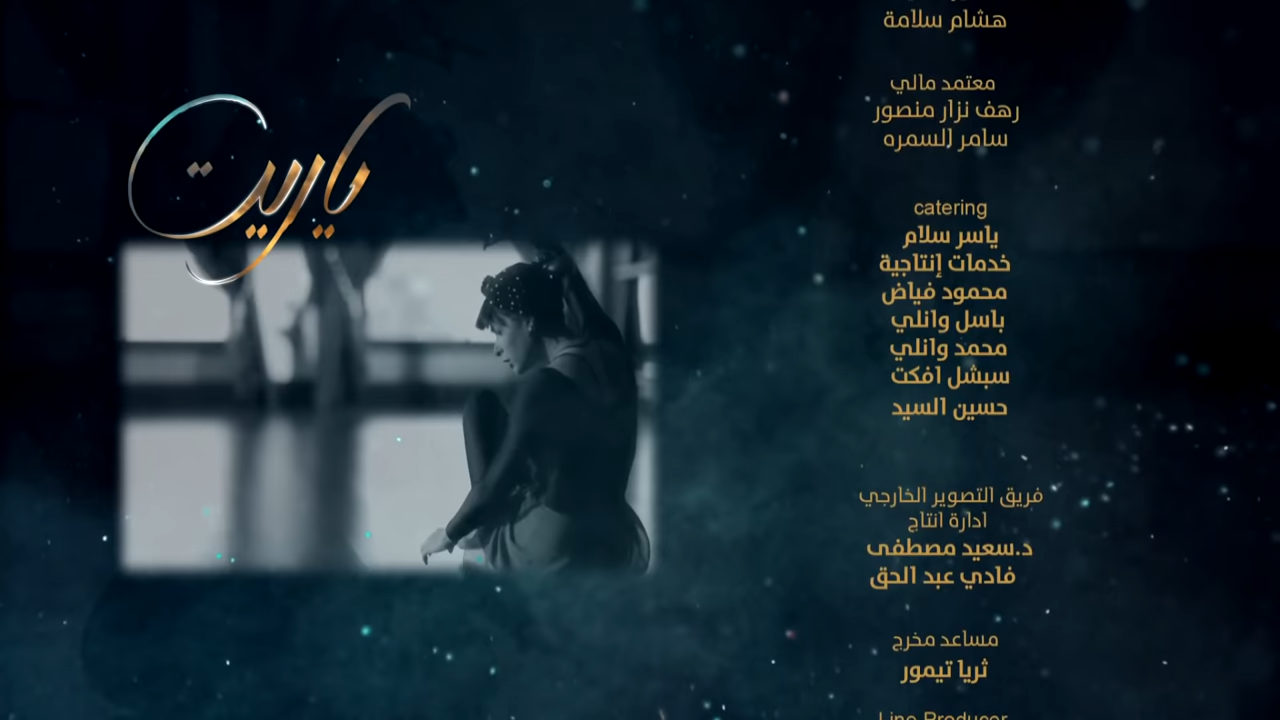 ياريت
هشام سلامة
معتمد مالي
رهف نزار منصور
سامر السمره
catering
ياسر سلام
خدمات إنتاجية
محمود فياض
باسل وانلي
محمد وانلي
سبشل افكت
حسين السيد
فريق التصوير الخارجي
ادارة انتاج
د.سعيد مصطفى
فادي عبد الحق
مساعد مخرج
ثريا تيمور
Line Producer